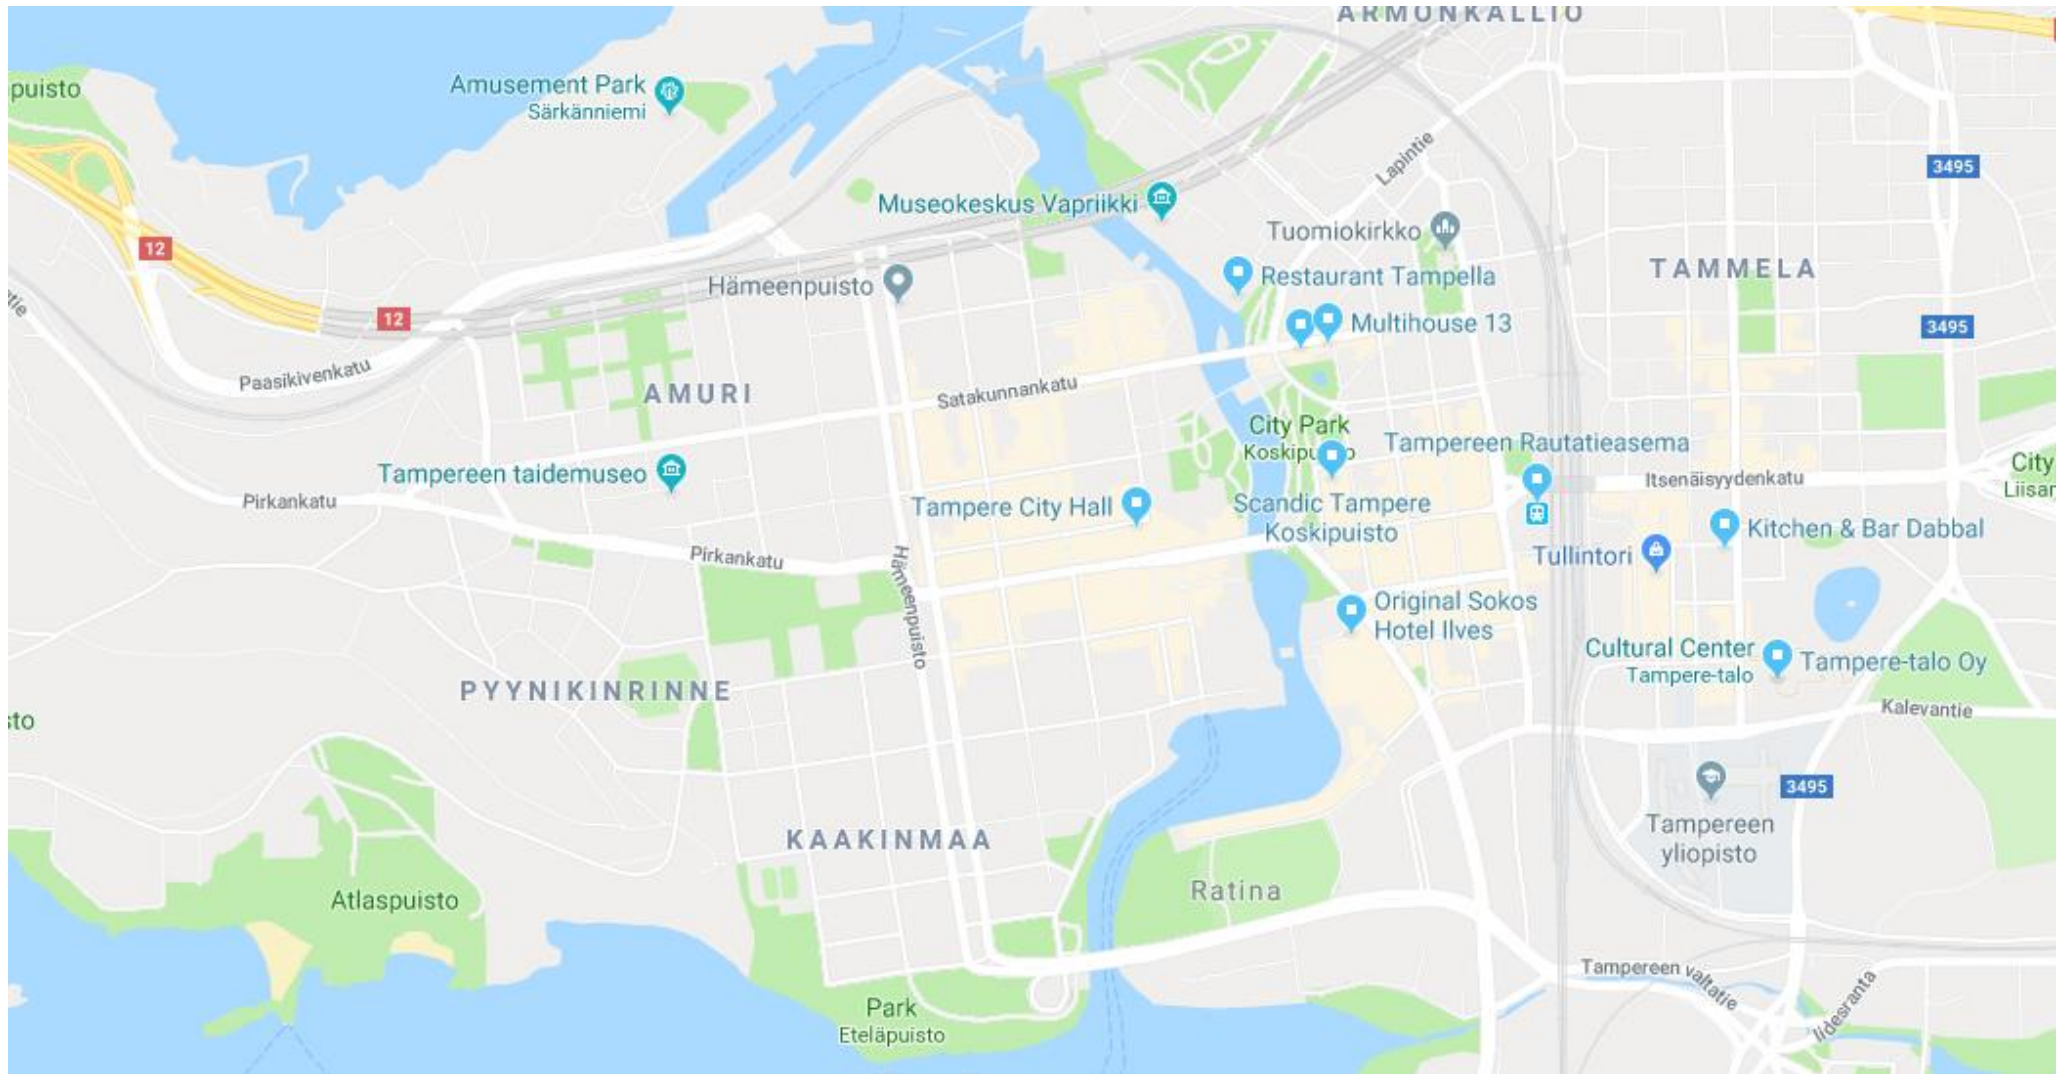 ARMONKALLIO
puisto
Amusement Park
Särkänniemi
Lapintie
3495
Museokeskus Vapriikki
Tuomiokirkko
12
TAMMELA
Restaurant Tampella
Hämeenpuisto
12
Multihouse 13
3495
Paasikivenkatu
AMURI
Satakunnankatu
City Park
Tampereen Rautatieasema
City
Liisan
Tampereen taidemuseo
Itsenäisyydenkatu
Pirkankatu
Tampere City Hall
Scandic Tampere
Koskipuisto
Kitchen & Bar Dabbal
Tullintori
Pirkankatu
Hämeenpuisto
Original Sokos
Hotel Ilves
Cultural Center
Tampere-talo
Tampere-talo Oy
PYYNIKINRINNE
Kalevantie
sto
3495
Tampereen
yliopisto
KAAKINMAA
Atlaspuisto
Ratina
Tampereen valtatie
Iidesranta
Park
Eteläpuisto